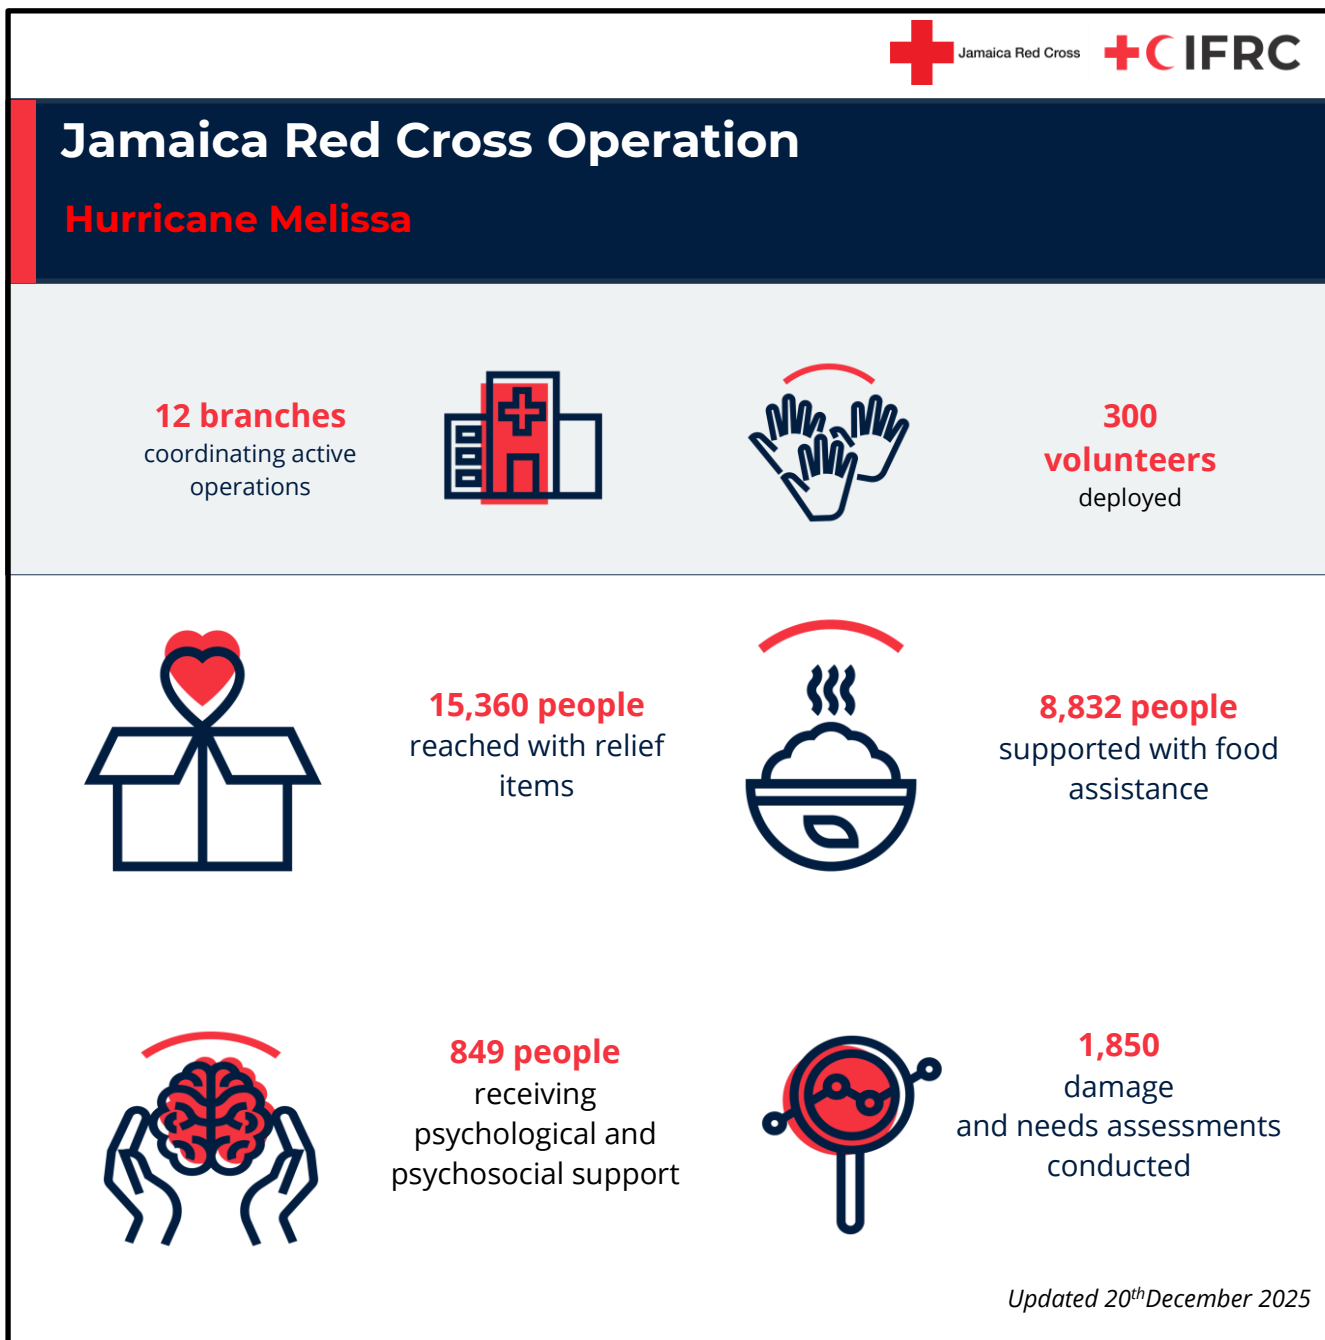 Jamaica Red Cross
IFRC
Jamaica Red Cross Operation
Hurricane Melissa
12 branches
coordinating active
operations
300
volunteers
deployed
15,360 people
reached with relief
items
8,832 people
supported with food
assistance
849 people
receiving
psychological and
psychosocial support
1,850
damage
and needs assessments
conducted
Updated 20thDecember 2025